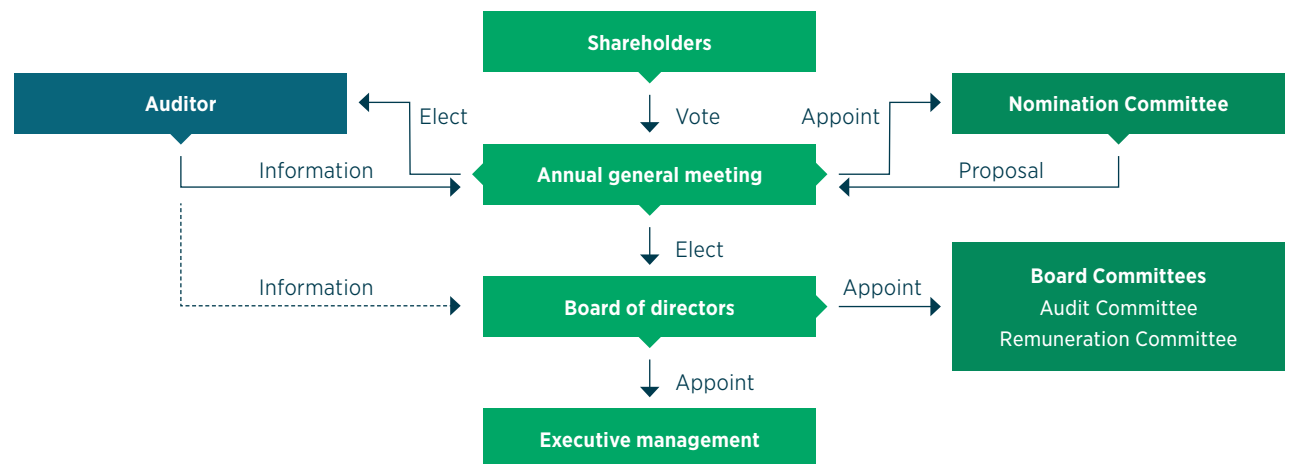 Shareholders
Auditor
Nomination Committee
Elect
Vote
Appoint
Information
Annual general meeting
Proposal
Elect
Information
Board of directors
Appoint
Board Committees
Audit Committee
Remuneration Committee
Appoint
Executive management